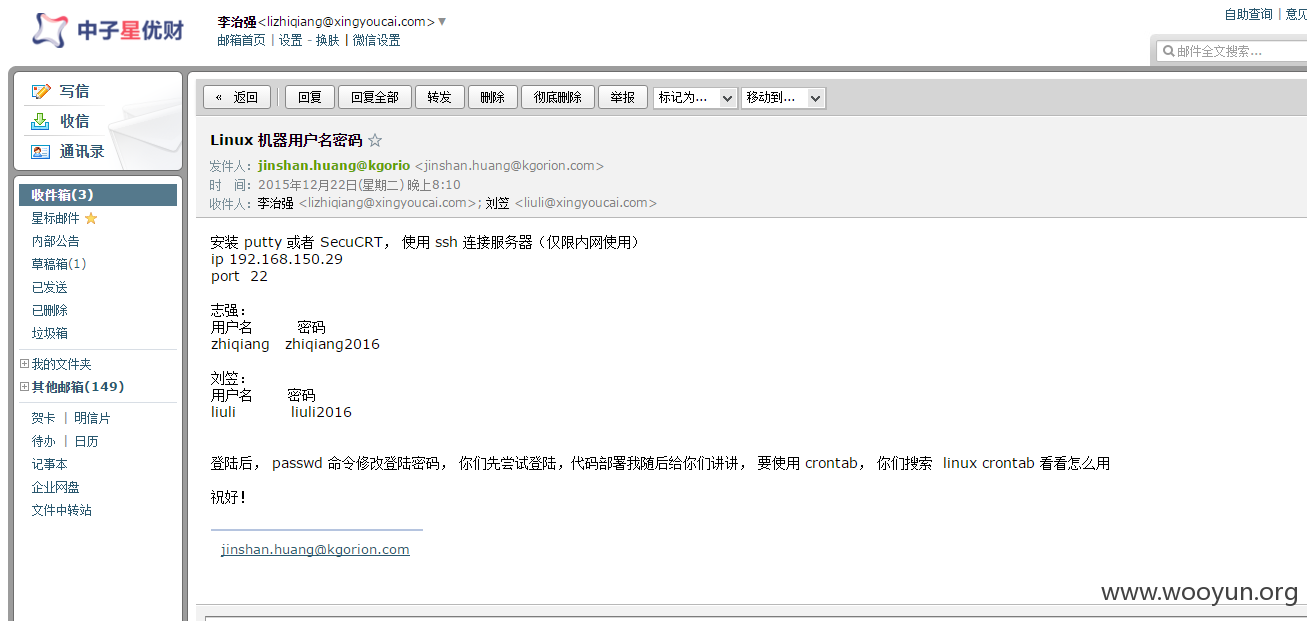 中子星优财
李治强<lizhiqiang@xingyoucai.com>
邮箱首页 | 设置 - 换肤 | 微信设置
自助查询 | 意见
邮件全文搜索...
写信
收信
通讯录
收件箱(3)
星标邮件
内部公告
草稿箱(1)
已发送
已删除
垃圾箱
我的文件夹
其他邮箱(149)
贺卡 | 明信片
待办 | 日历
记事本
企业网盘
文件中转站
« 返回 回复 回复全部 转发 删除 彻底删除 举报 标记为... 移动到...
Linux 机器用户名密码
发件人：jinshan.huang@kgorio <jinshan.huang@kgorion.com>
时 间：2015年12月22日(星期二) 晚上8:10
收件人：李治强 <lizhiqiang@xingyoucai.com>; 刘笠 <liuli@xingyoucai.com>
安装 putty 或者 SecuCRT， 使用 ssh 连接服务器（仅限内网使用）
ip 192.168.150.29
port 22
志强：
用户名 密码
zhiqiang zhiqiang2016
刘笠：
用户名 密码
liuli liuli2016
登陆后， passwd 命令修改登陆密码， 你们先尝试登陆，代码部署我随后给你们讲讲， 要使用 crontab， 你们搜索 linux crontab 看看怎么用
祝好！
jinshan.huang@kgorion.com
www.wooyun.org